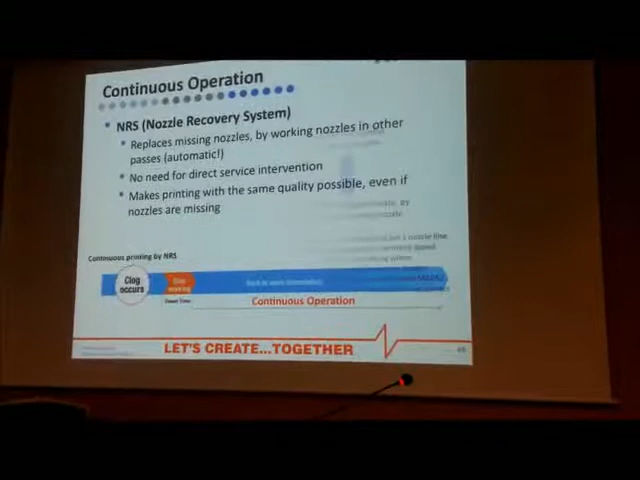 Continuous Operation
NRS (Nozzle Recovery System)
Replaces missing nozzles, by working nozzles in other
passes (automatic!)
No need for direct service intervention
Makes printing with the same quality possible, even if
nozzles are missing
Continuous printing by NRS
Clog
occurs
Stop
working
Continuous Operation
LET'S CREATE...TOGETHER